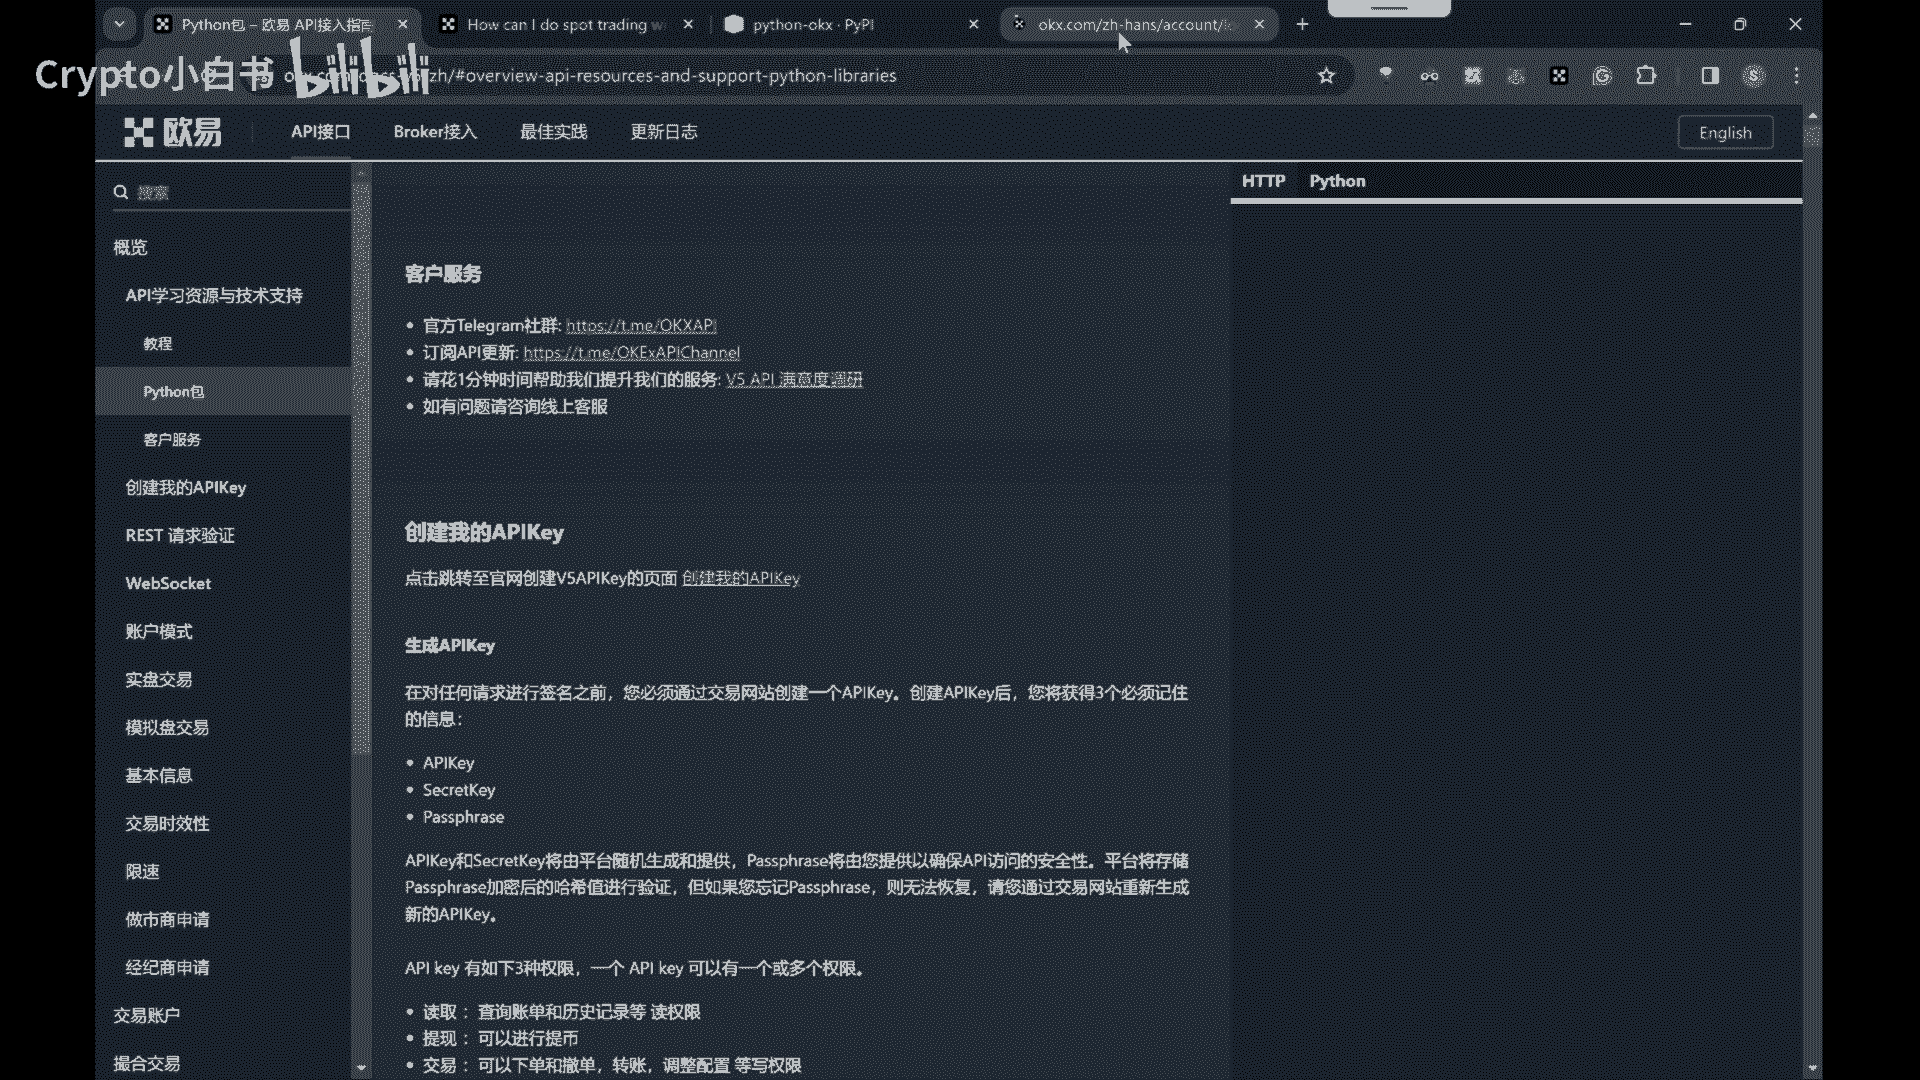 Python包 – 欧易 API接入指南
How can I do spot trading w
python-okx · PyPI
okx.com/zh-hans/account/lo
Crypto小白书
bilibili
zh/#overview-api-resources-and-support-python-libraries
欧易
API接口
Broker接入
最佳实践
更新日志
English
搜索
HTTP
Python
概览
API学习资源与技术支持
教程
Python包
客户服务
创建我的APIKey
REST 请求验证
WebSocket
账户模式
实盘交易
模拟盘交易
基本信息
交易时效性
限速
做市商申请
经纪商申请
交易账户
撮合交易
客户服务
• 官方Telegram社群: https://t.me/OKXAPI
• 订阅API更新: https://t.me/OKExAPIChannel
• 请花1分钟时间帮助我们提升我们的服务: V5 API 满意度调研
• 如有问题请咨询线上客服
创建我的APIKey
点击跳转至官网创建V5APIKey的页面 创建我的APIKey
生成APIKey
在对任何请求进行签名之前，您必须通过交易网站创建一个APIKey。创建APIKey后，您将获得3个必须记住
的信息：
• APIKey
• SecretKey
• Passphrase
APIKey和SecretKey将由平台随机生成和提供，Passphrase将由您提供以确保API访问的安全性。平台将存储
Passphrase加密后的哈希值进行验证，但如果您忘记Passphrase，则无法恢复，请您通过交易网站重新生成
新的APIKey。
API key 有如下3种权限，一个 API key 可以有一个或多个权限。
• 读取 ：查询账单和历史记录等 读权限
• 提现 ：可以进行提币
• 交易 ：可以下单和撤单，转账，调整配置 等写权限